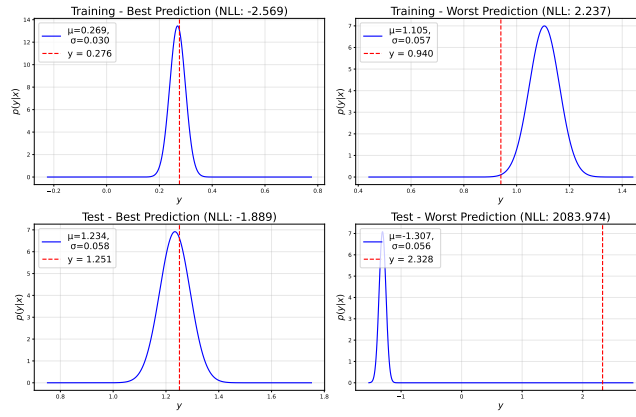 Training - Best Prediction (NLL: -2.569)
μ=0.269,
σ=0.030
y = 0.276
p(y|x)
14
12
10
8
6
4
2
0
−0.2
0.0
0.2
0.4
0.6
0.8
y
Training - Worst Prediction (NLL: 2.237)
μ=1.105,
σ=0.057
y = 0.940
p(y|x)
7
6
5
4
3
2
1
0
0.4
0.6
0.8
1.0
1.2
1.4
y
Test - Best Prediction (NLL: -1.889)
μ=1.234,
σ=0.058
y = 1.251
p(y|x)
7
6
5
4
3
2
1
0
0.8
1.0
1.2
1.4
1.6
1.8
y
Test - Worst Prediction (NLL: 2083.974)
μ=-1.307,
σ=0.056
y = 2.328
p(y|x)
7
6
5
4
3
2
1
0
−1
0
1
2
y